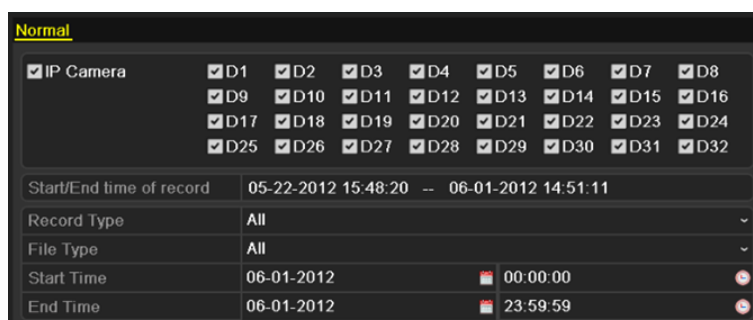 Normal
IP Camera D1 D2 D3 D4 D5 D6 D7 D8
D9 D10 D11 D12 D13 D14 D15 D16
D17 D18 D19 D20 D21 D22 D23 D24
D25 D26 D27 D28 D29 D30 D31 D32
Start/End time of record 05-22-2012 15:48:20 -- 06-01-2012 14:51:11
Record Type All
File Type All
Start Time 06-01-2012 00:00:00
End Time 06-01-2012 23:59:59